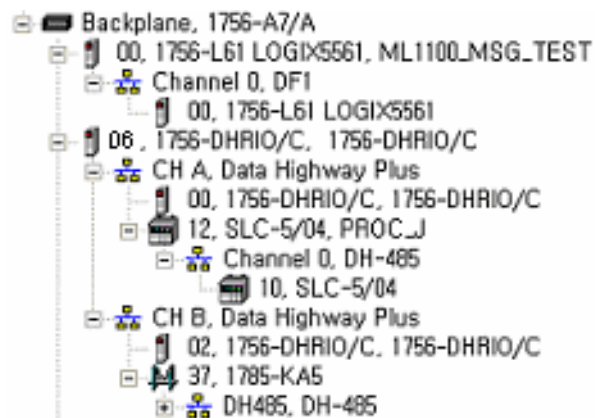 Backplane, 1756-A7/A
00, 1756-L61 LOGIX5561, ML1100_MSG_TEST
Channel 0, DF1
00, 1756-L61 LOGIX5561
06 , 1756-DHRIO/C, 1756-DHRIO/C
CH A, Data Highway Plus
00, 1756-DHRIO/C, 1756-DHRIO/C
12, SLC-5/04, PROC_J
Channel 0, DH-485
10, SLC-5/04
CH B, Data Highway Plus
02, 1756-DHRIO/C, 1756-DHRIO/C
37, 1785-KA5
DH485, DH-485